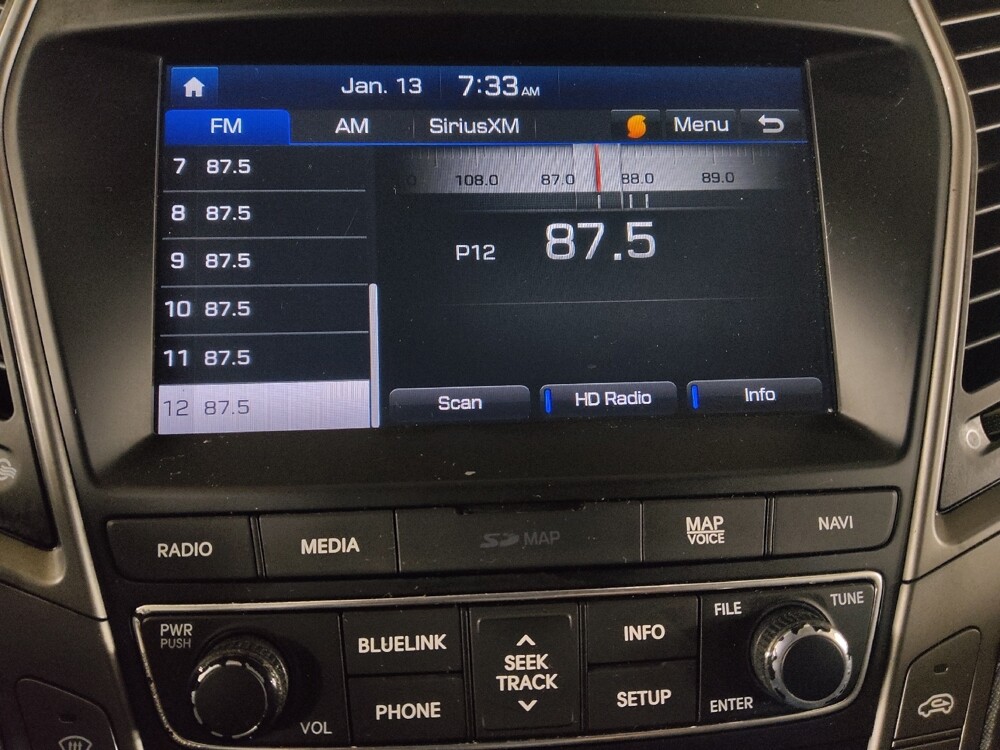 Jan. 13 7:33 AM
FM AM SiriusXM Menu
7 87.5
8 87.5
9 87.5
10 87.5
11 87.5
12 87.5
108.0 87.0 88.0 89.0
P12 87.5
Scan HD Radio Info
RADIO MEDIA SD MAP MAP VOICE NAVI
PWR
PUSH
VOL
BLUELINK
PHONE
SEEK
TRACK
INFO
SETUP
FILE
TUNE
ENTER